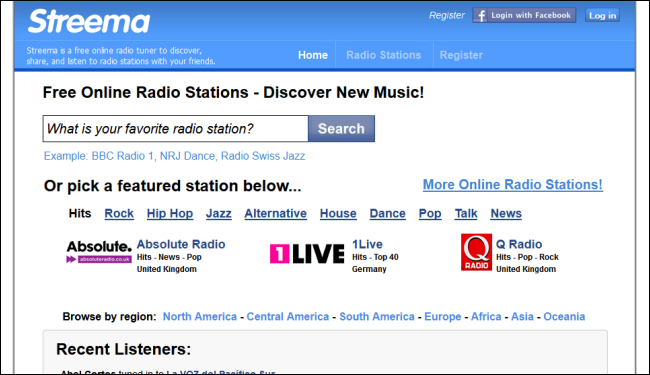 Streema
Register Login with Facebook Log in
Streema is a free online radio tuner to discover,
share, and listen to radio stations with your friends.
Home Radio Stations Register
Free Online Radio Stations - Discover New Music!
What is your favorite radio station? Search
Example: BBC Radio 1, NRJ Dance, Radio Swiss Jazz
Or pick a featured station below... More Online Radio Stations!
Hits Rock Hip Hop Jazz Alternative House Dance Pop Talk News
Absolute.
absoluteradio.co.uk
Absolute Radio
Hits - News - Pop
United Kingdom
1LIVE
1Live
Hits - Top 40
Germany
Q
RADIO
Q Radio
Hits - Pop - Rock
United Kingdom
Browse by region: North America - Central America - South America - Europe - Africa - Asia - Oceania
Recent Listeners:
Abel Cortes tuned in to La VOZ del Pacifico Sur